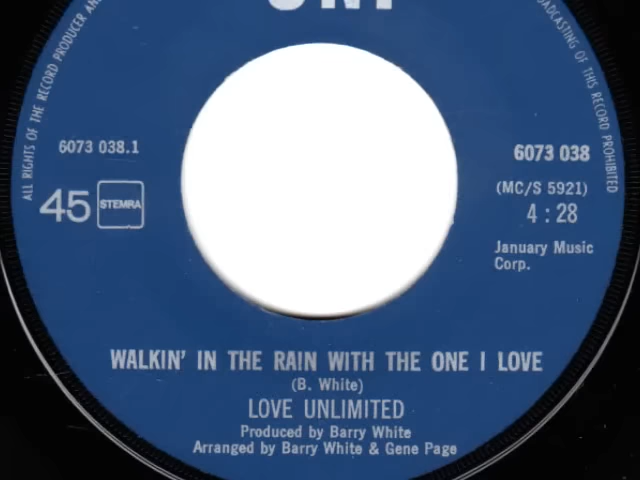 UNI
ALL RIGHTS OF THE RECORD PRODUCER AN
OADCASTING OF THIS RECORD PROHIBITED
6073 038.1
6073 038
(MC/S 5921)
45 STEMRA
4:28
January Music
Corp.
WALKIN' IN THE RAIN WITH THE ONE I LOVE
(B. White)
LOVE UNLIMITED
Produced by Barry White
Arranged by Barry White & Gene Page